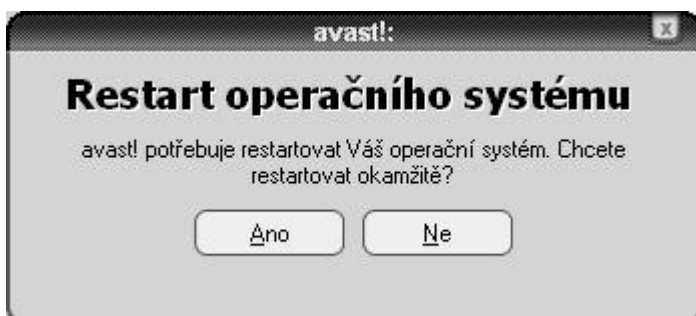 avast!:
x
Restart operačního systému
avast! potřebuje restartovat Váš operační systém. Chcete
restartovat okamžitě?
Ano Ne